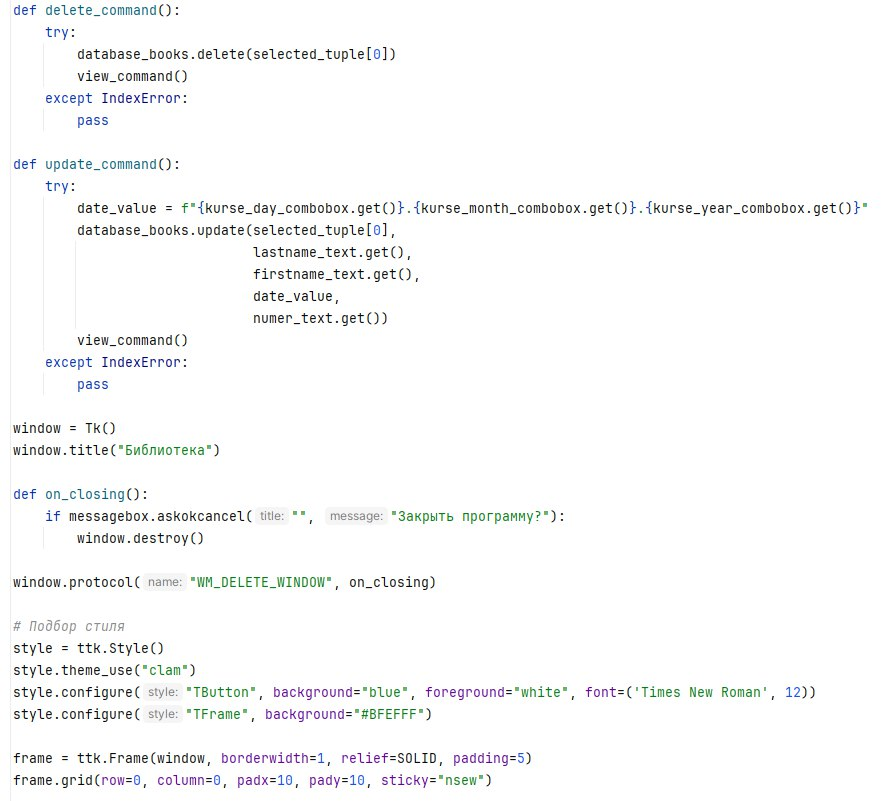 def delete_command():
    try:
        database_books.delete(selected_tuple[0])
        view_command()
    except IndexError:
        pass

def update_command():
    try:
        date_value = f"{kurse_day_combobox.get()}.{kurse_month_combobox.get()}.{kurse_year_combobox.get()}"
        database_books.update(selected_tuple[0],
                              lastname_text.get(),
                              firstname_text.get(),
                              date_value,
                              numer_text.get())
        view_command()
    except IndexError:
        pass

window = Tk()
window.title("Библиотека")

def on_closing():
    if messagebox.askokcancel( title: "", message: "Закрыть программу?"):
        window.destroy()

window.protocol( name: "WM_DELETE_WINDOW", on_closing)

# Подбор стиля
style = ttk.Style()
style.theme_use("clam")
style.configure( style: "TButton", background="blue", foreground="white", font=('Times New Roman', 12))
style.configure( style: "TFrame", background="#BFEFFF")

frame = ttk.Frame(window, borderwidth=1, relief=SOLID, padding=5)
frame.grid(row=0, column=0, padx=10, pady=10, sticky="nsew")